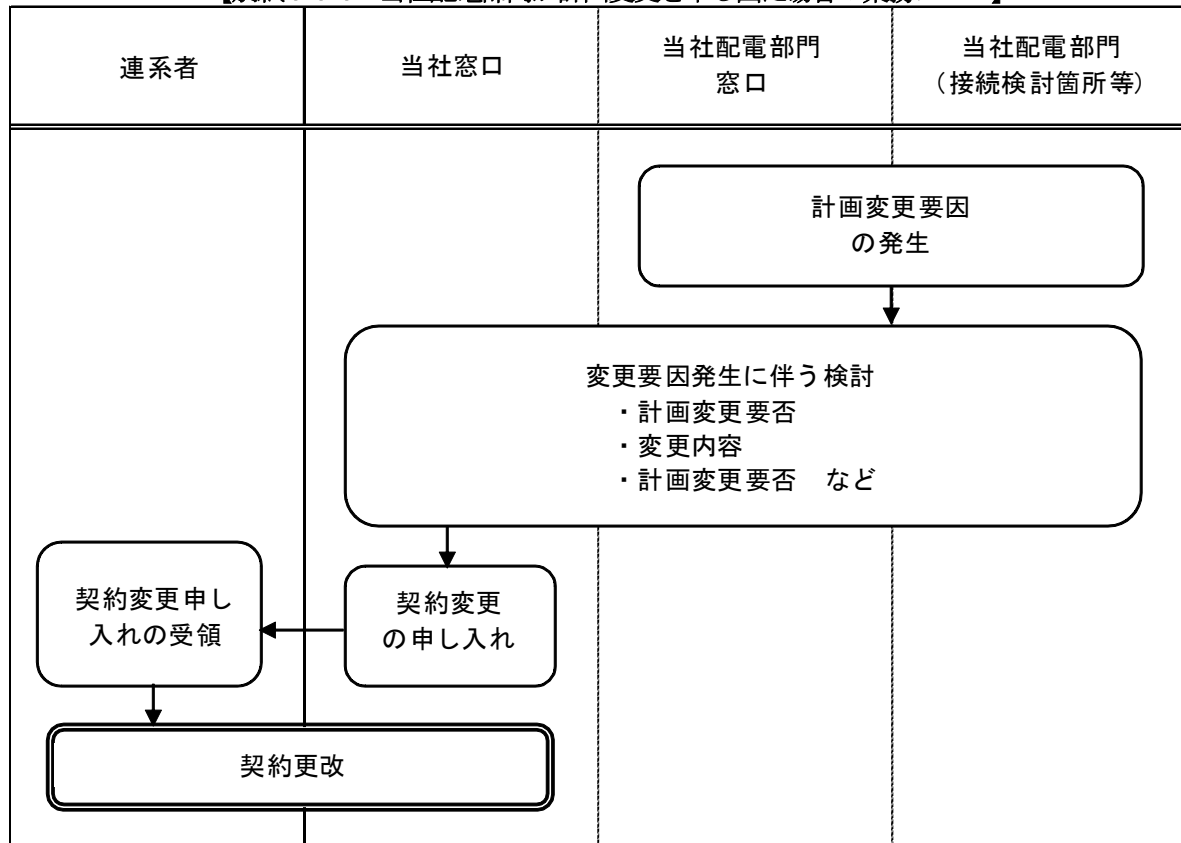 連系者
当社窓口
当社配電部門
窓口
当社配電部門
（接続検討箇所等）
計画変更要因
の発生
変更要因発生に伴う検討
・計画変更要否
・変更内容
・計画変更要否　など
契約変更申し
入れの受領
契約変更
の申し入れ
契約更改